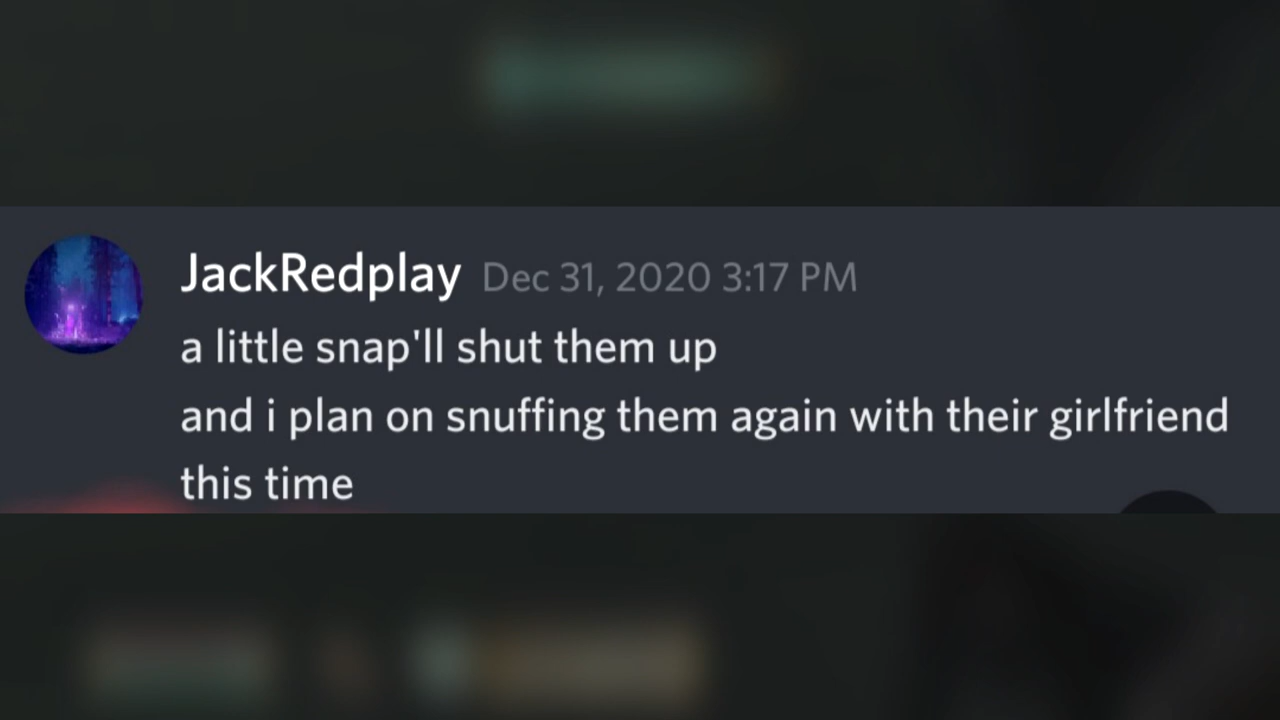 JackRedplay Dec 31, 2020 3:17 PM
a little snap'll shut them up
and i plan on snuffing them again with their girlfriend
this time